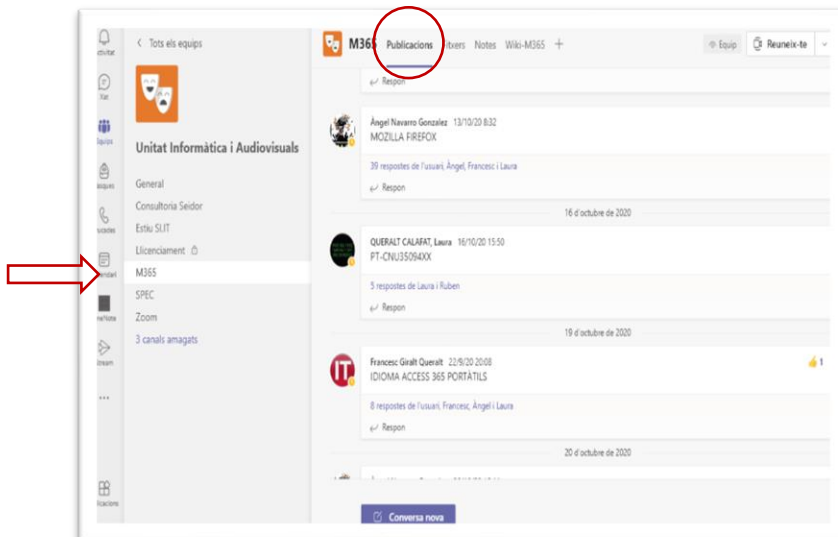 Tots els equips
Xat
Equips
Unitat Informàtica i Audiovisuals
General
Consultoria Seidor
Estiu SI.IT
Llicenciament
M365
SPEC
Zoom
3 canals amagats
M365 Publicacions Notes Wiki-M365 +
Equip
Reuneix-te
Respon
Àngel Navarro Gonzalez 13/10/20 8:32
MOZILLA FIREFOX
39 respostes de l'usuari, Àngel, Francesc i Laura
Respon
16 d'octubre de 2020
QUERALT CALAFAT, Laura 16/10/20 15:50
PT-CNU35094XX
5 respostes de Laura i Ruben
Respon
19 d'octubre de 2020
IT
Francesc Giralt Queralt 22/9/20 20:08
1
IDIOMA ACCESS 365 PORTÀTILS
8 respostes de l'usuari, Francesc, Àngel i Laura
Respon
20 d'octubre de 2020
Conversa nova